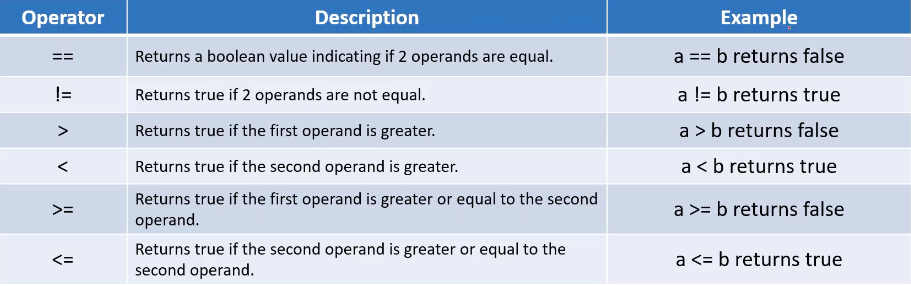 Operator Description Example
== Returns a boolean value indicating if 2 operands are equal. a == b returns false
!= Returns true if 2 operands are not equal. a != b returns true
> Returns true if the first operand is greater. a > b returns false
< Returns true if the second operand is greater. a < b returns true
>= Returns true if the first operand is greater or equal to the second
operand. a >= b returns false
<= Returns true if the second operand is greater or equal to the
second operand. a <= b returns true